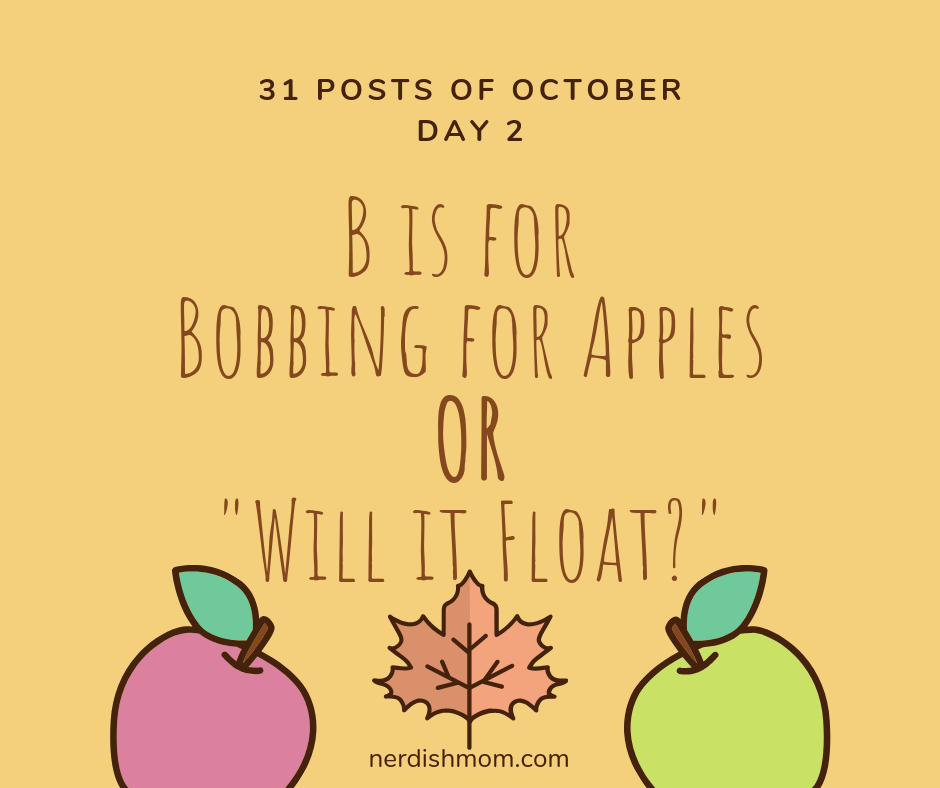 31 POSTS OF OCTOBER
DAY 2
B is for
Bobbing for Apples
OR
"Will it Float?"
nerdishmom.com